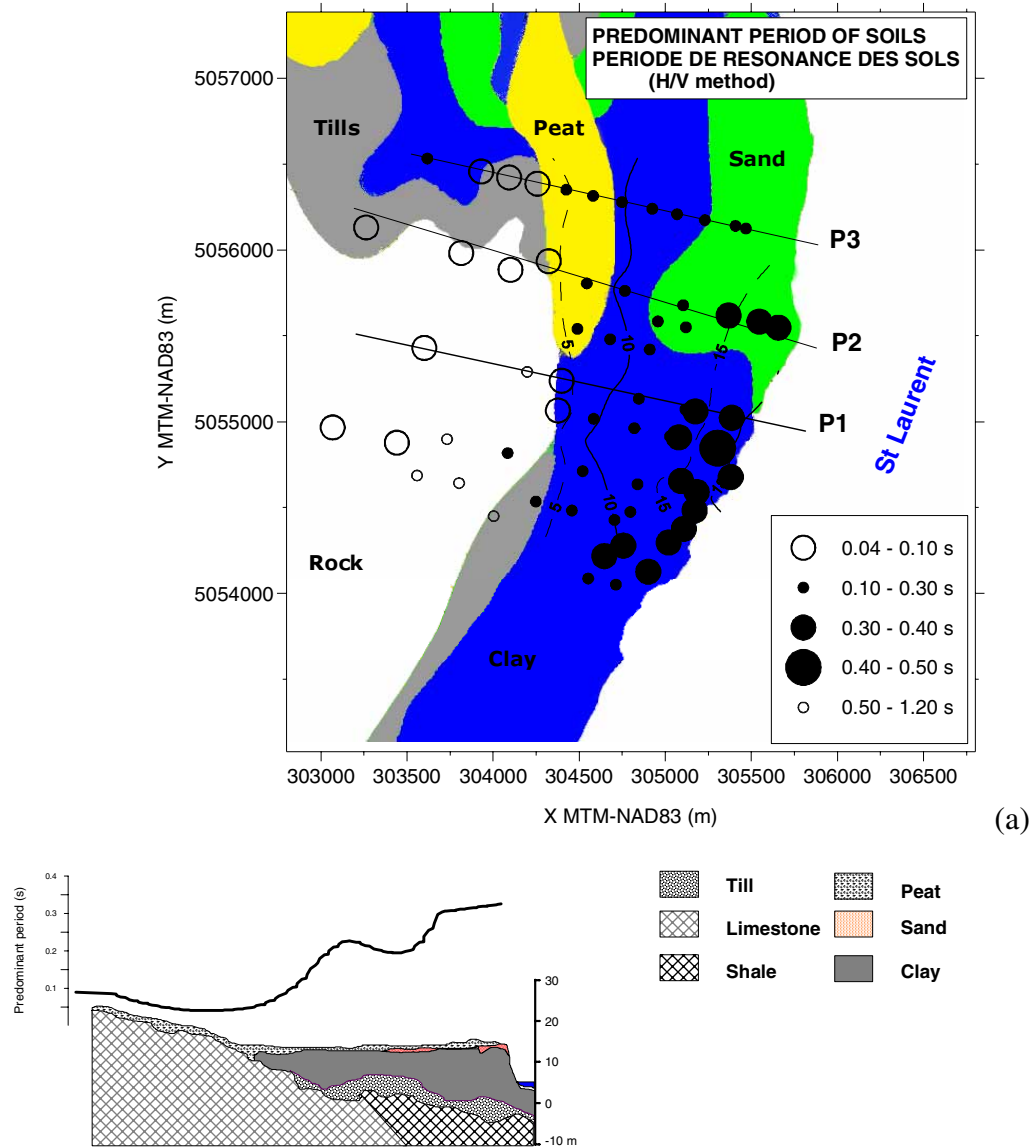 PREDOMINANT PERIOD OF SOILS
PERIODE DE RESONANCE DES SOLS
(H/V method)
5057000
5056000
5055000
5054000
Y MTM-NAD83 (m)
Tills
Peat
Sand
P3
P2
P1
5
10
15
5
10
15
St Laurent
Rock
Clay
0.04 - 0.10 s
0.10 - 0.30 s
0.30 - 0.40 s
0.40 - 0.50 s
0.50 - 1.20 s
303000 303500 304000 304500 305000 305500 306000 306500
X MTM-NAD83 (m)
(a)
Predominant period (s)
0.4
0.3
0.2
0.1
30
20
10
0
-10 m
Till
Limestone
Shale
Peat
Sand
Clay